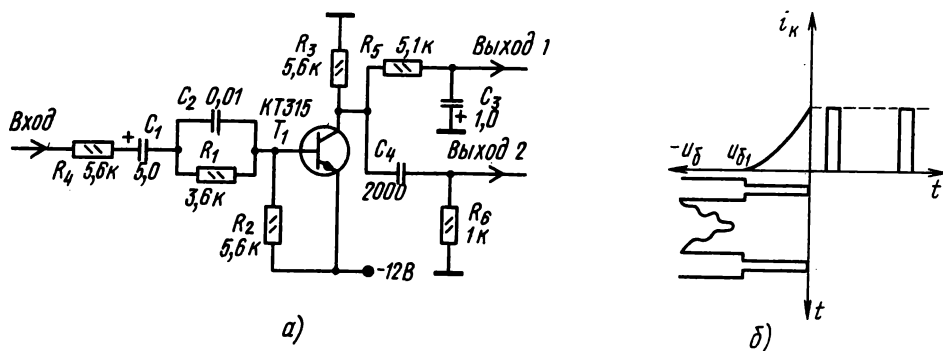 Вход
R4
5,6к
+
C1
5,0
C2
0,01
R1
3,6к
КТ315
T1
R2
5,6к
R3
5,6к
R5
5,1к
Выход 1
C3
+
1,0
C4
2000
Выход 2
R6
1к
-12В
а)
iк
-uб
uб1
t
t
б)